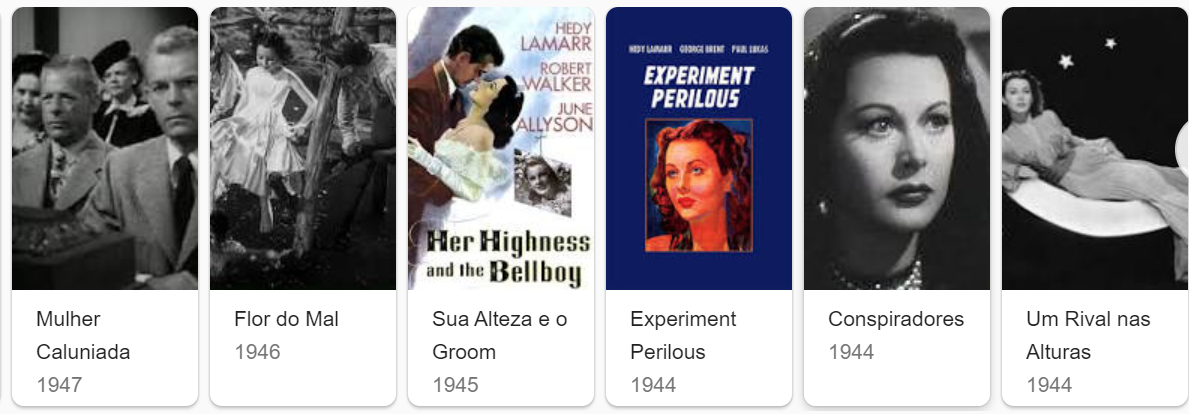 HEDY
LAMARR
ROBERT
WALKER
JUNE
ALLYSON
Her Highness
and the Bellboy
HEDY LAMARR GEORGE BRENT PAUL LUKAS
EXPERIMENT
PERILOUS
Mulher
Caluniada
1947
Flor do Mal
1946
Sua Alteza e o
Groom
1945
Experiment
Perilous
1944
Conspiradores
1944
Um Rival nas
Alturas
1944